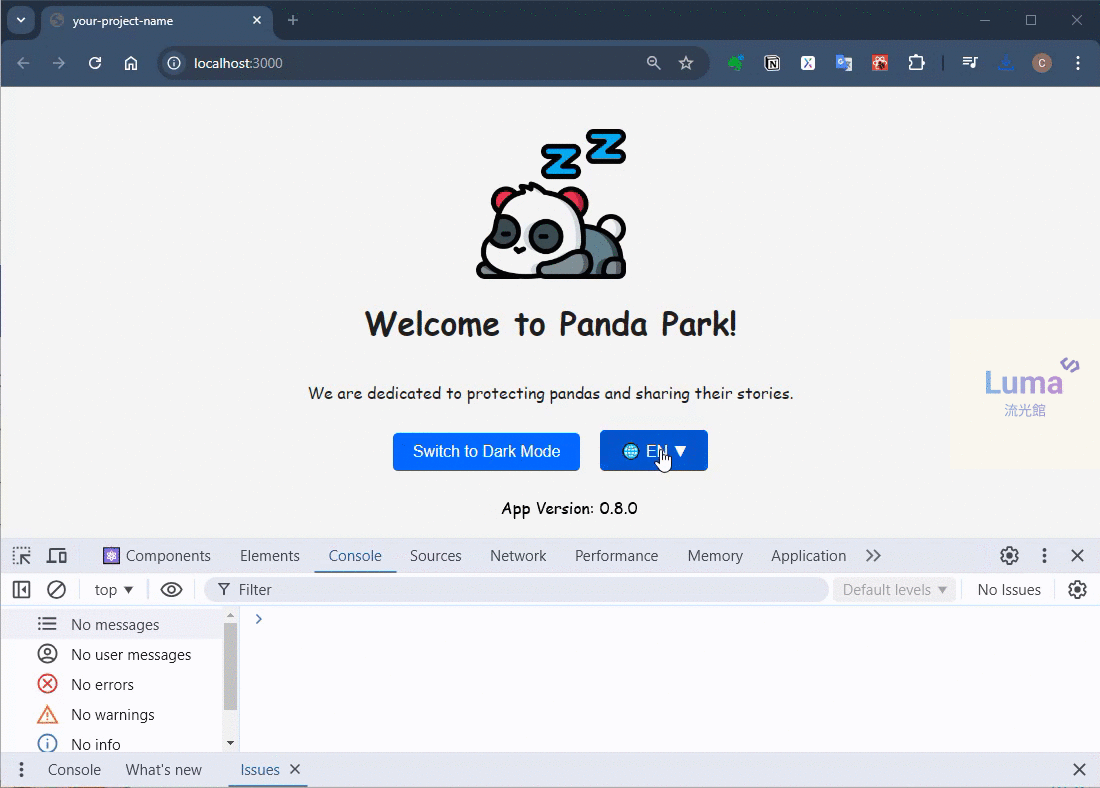 your-project-name
localhost:3000
Z Z
Welcome to Panda Park!
We are dedicated to protecting pandas and sharing their stories.
Luma
流光館
Switch to Dark Mode
🌐 EN ▼
App Version: 0.8.0
Components Elements Console Sources Network Performance Memory Application
top ▼ Filter Default levels ▼ No Issues
No messages
No user messages
No errors
No warnings
No info
Console What's new Issues